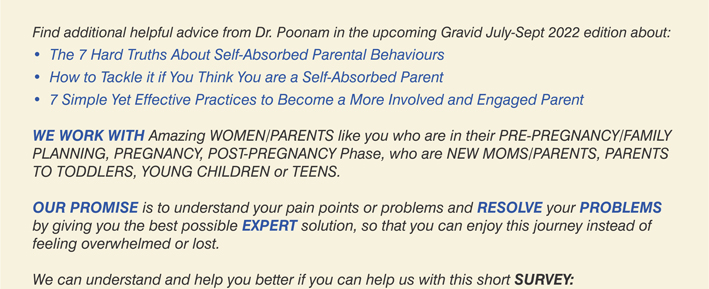 Find additional helpful advice from Dr. Poonam in the upcoming Gravid July-Sept 2022 edition about:
• The 7 Hard Truths About Self-Absorbed Parental Behaviours
• How to Tackle it if You Think You are a Self-Absorbed Parent
• 7 Simple Yet Effective Practices to Become a More Involved and Engaged Parent
WE WORK WITH Amazing WOMEN/PARENTS like you who are in their PRE-PREGNANCY/FAMILY
PLANNING, PREGNANCY, POST-PREGNANCY Phase, who are NEW MOMS/PARENTS, PARENTS
TO TODDLERS, YOUNG CHILDREN or TEENS.
OUR PROMISE is to understand your pain points or problems and RESOLVE your PROBLEMS
by giving you the best possible EXPERT solution, so that you can enjoy this journey instead of
feeling overwhelmed or lost.
We can understand and help you better if you can help us with this short SURVEY: